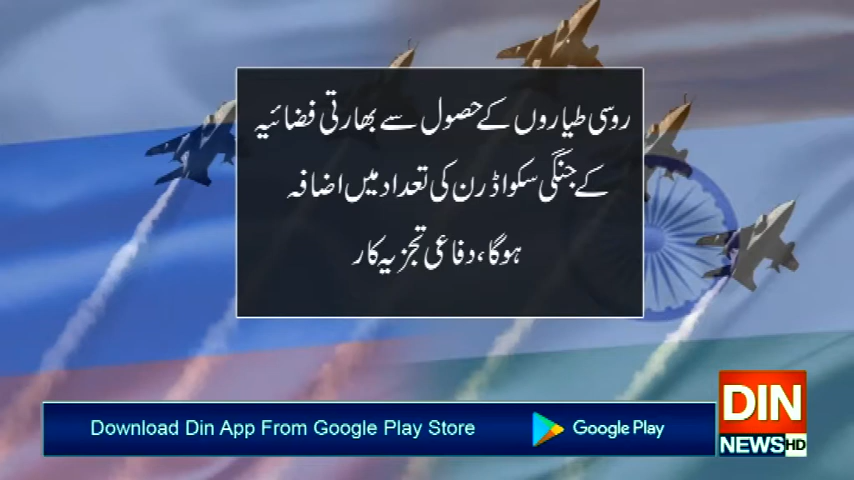 روسی طیاروں کے حصول سے بھارتی فضائیہ
کے جنگی سکواڈرن کی تعداد میں اضافہ
ہوگا، دفاعی تجزیہ کار
Download Din App From Google Play Store
Google Play
DIN
NEWS HD